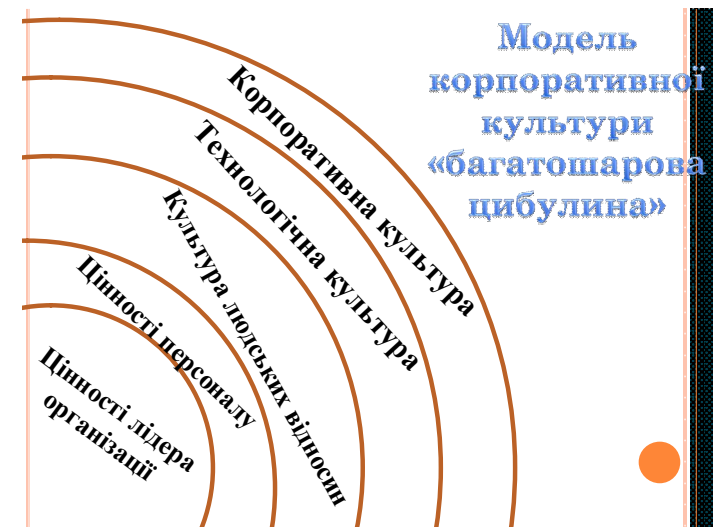 Модель
корпоративної
культури
«багатошарова
цибулина»
Корпоративна культура
Технологічна культура
Культура людських відносин
Цінності персоналу
Цінності лідера
організації